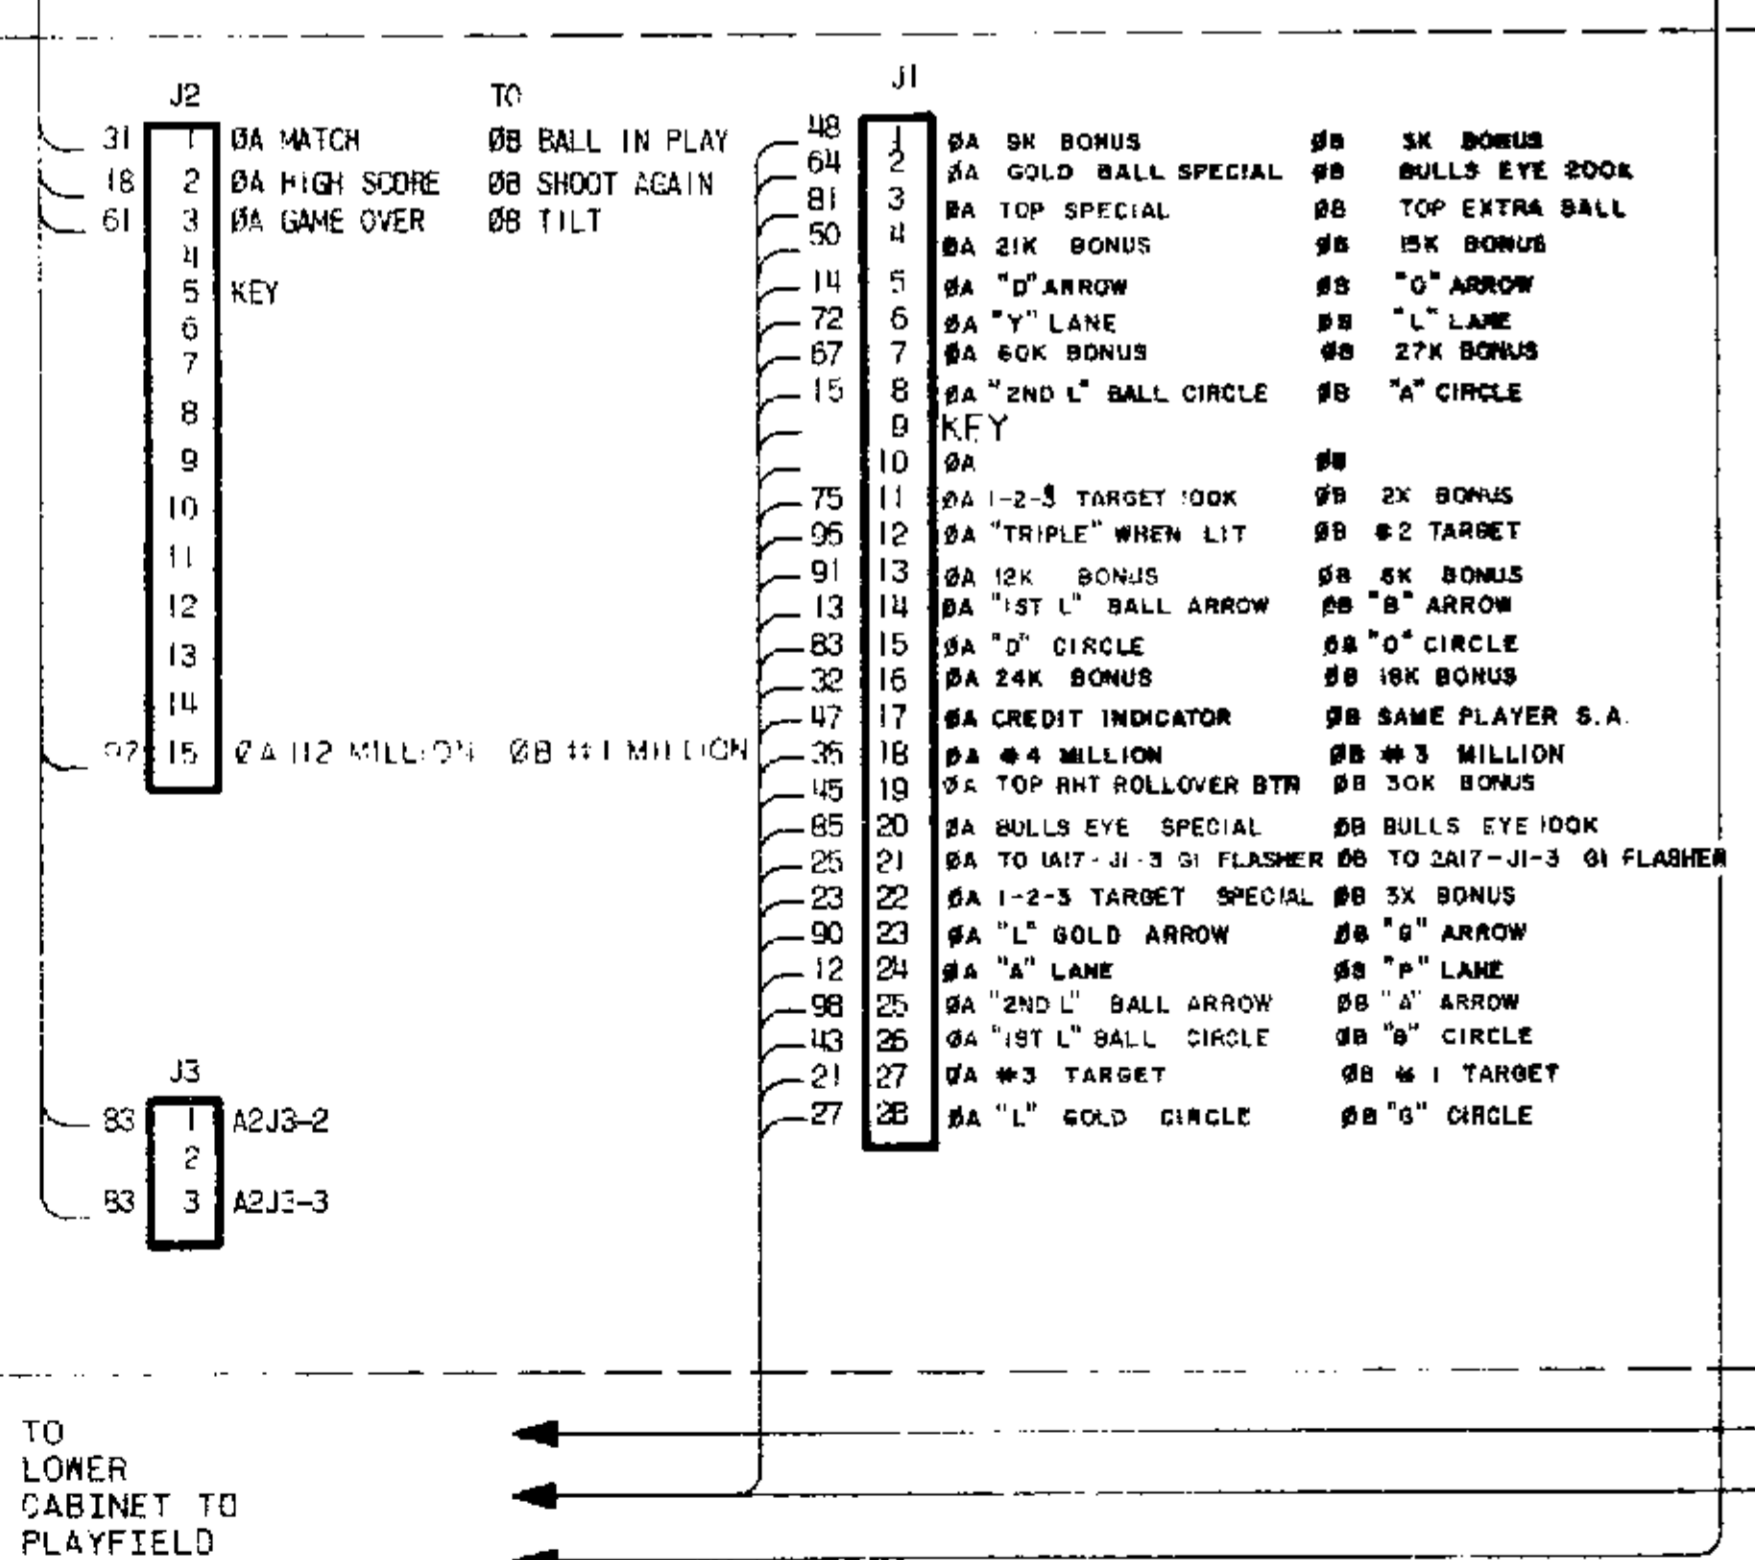 J2 TO
31 1 ØA MATCH ØB BALL IN PLAY
18 2 ØA HIGH SCORE ØB SHOOT AGAIN
61 3 ØA GAME OVER ØB TILT
4
5 KEY
6
7
8
9
10
11
12
13
14
97 15 ØA #2 MILLION ØB #1 MILLION
J3
83 1 A2J3-2
2
83 3 A2J3-3
J1
48 1 ØA 9K BONUS ØB 3K BONUS
64 2 ØA GOLD BALL SPECIAL ØB BULLS EYE 200K
81 3 ØA TOP SPECIAL ØB TOP EXTRA BALL
50 4 ØA 21K BONUS ØB 15K BONUS
14 5 ØA "D" ARROW ØB "O" ARROW
72 6 ØA "Y" LANE ØB "L" LANE
67 7 ØA 60K BONUS ØB 27K BONUS
15 8 ØA "2ND L" BALL CIRCLE ØB "A" CIRCLE
9 KEY
10 ØA ØB
75 11 ØA 1-2-3 TARGET 100K ØB 2X BONUS
95 12 ØA "TRIPLE" WHEN LIT ØB #2 TARGET
91 13 ØA 12K BONUS ØB 6K BONUS
13 14 ØA "1ST L" BALL ARROW ØB "B" ARROW
83 15 ØA "D" CIRCLE ØB "O" CIRCLE
32 16 ØA 24K BONUS ØB 18K BONUS
47 17 ØA CREDIT INDICATOR ØB SAME PLAYER S.A.
35 18 ØA #4 MILLION ØB #3 MILLION
45 19 ØA TOP RHT ROLLOVER BTN ØB 30K BONUS
85 20 ØA BULLS EYE SPECIAL ØB BULLS EYE 100K
25 21 ØA TO 1A17-J1-3 GI FLASHER ØB TO 2A17-J1-3 GI FLASHER
23 22 ØA 1-2-3 TARGET SPECIAL ØB 3X BONUS
90 23 ØA "L" GOLD ARROW ØB "G" ARROW
12 24 ØA "A" LANE ØB "P" LANE
98 25 ØA "2ND L" BALL ARROW ØB "A" ARROW
43 26 ØA "1ST L" BALL CIRCLE ØB "B" CIRCLE
21 27 ØA #3 TARGET ØB #1 TARGET
27 28 ØA "L" GOLD CIRCLE ØB "G" CIRCLE
TO
LOWER
CABINET TO
PLAYFIELD